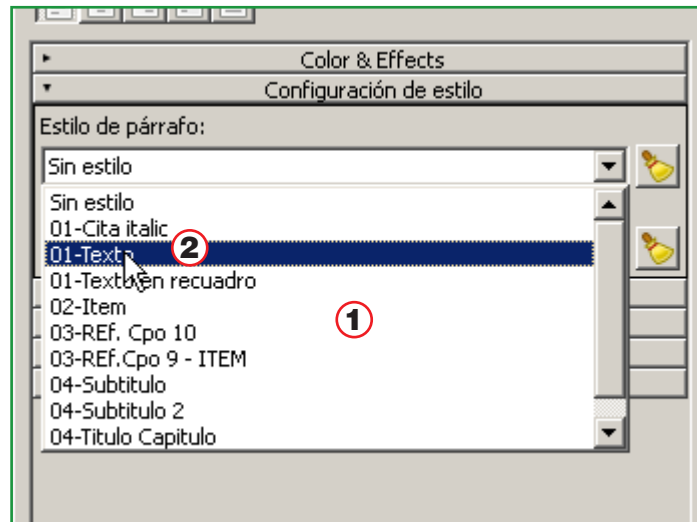 Color & Effects
Configuración de estilo
Estilo de párrafo:
Sin estilo
Sin estilo
01-Cita italic
01-Texto
2
01-Texto en recuadro
02-Item
1
03-REf. Cpo 10
03-REf.Cpo 9 - ITEM
04-Subtitulo
04-Subtitulo 2
04-Titulo Capitulo